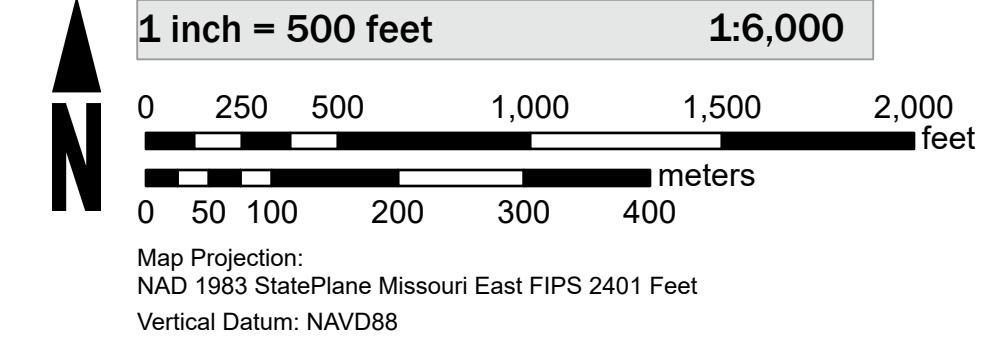 1 inch = 500 feet 1:6,000
0 250 500 1,000 1,500 2,000
feet
meters
0 50 100 200 300 400
N
Map Projection:
NAD 1983 StatePlane Missouri East FIPS 2401 Feet
Vertical Datum: NAVD88